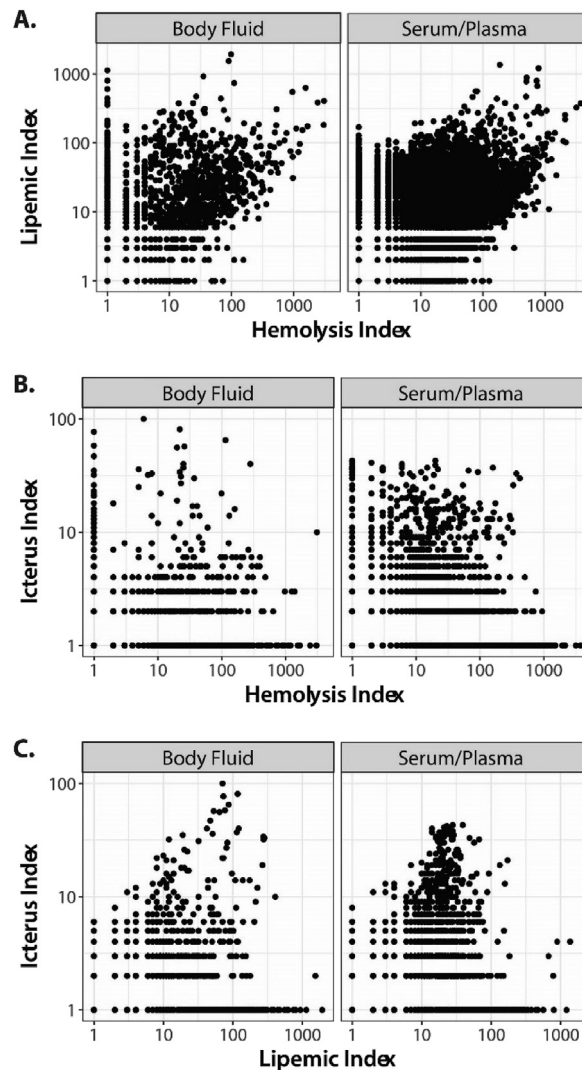 A.
Body Fluid Serum/Plasma
1000
100
10
1
Lipemic Index
1 10 100 1000 1 10 100 1000
Hemolysis Index
B.
Body Fluid Serum/Plasma
100
10
1
Icterus Index
1 10 100 1000 1 10 100 1000
Hemolysis Index
C.
Body Fluid Serum/Plasma
100
10
1
Icterus Index
1 10 100 1000 1 10 100 1000
Lipemic Index